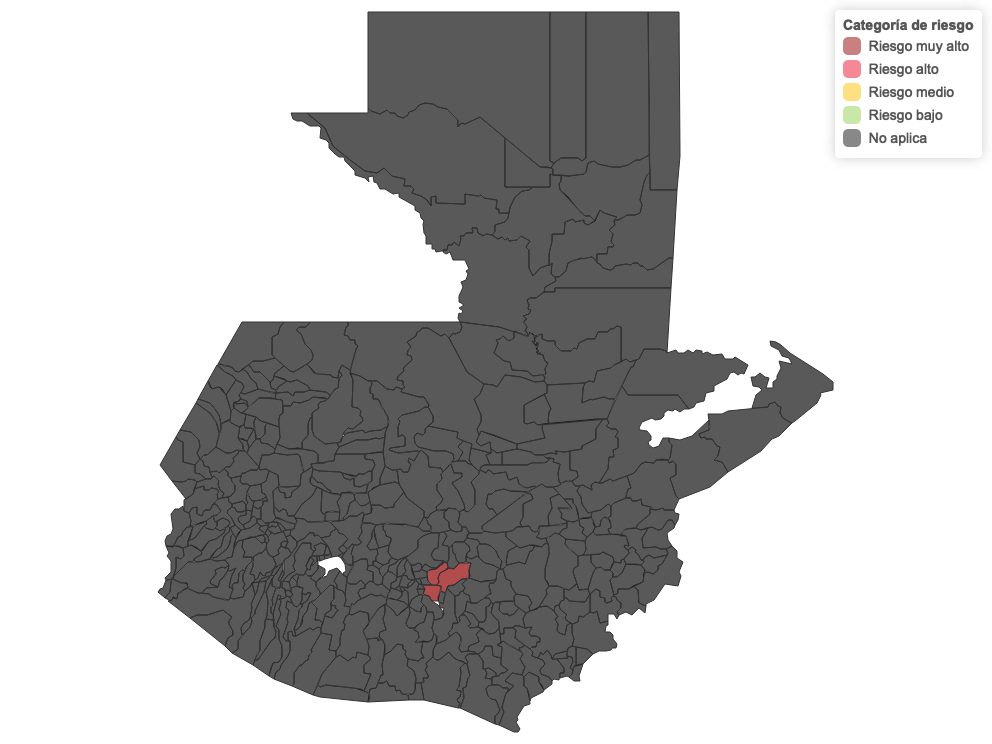 Categoría de riesgo
Riesgo muy alto
Riesgo alto
Riesgo medio
Riesgo bajo
No aplica